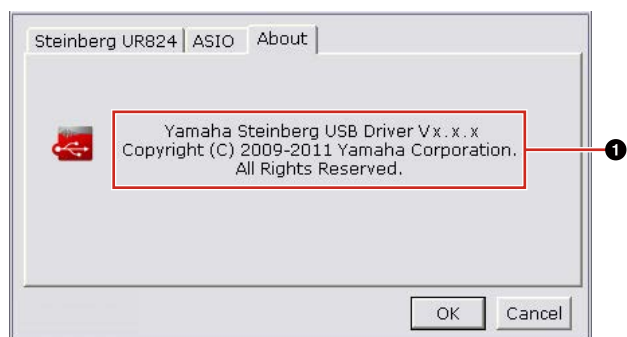 Steinberg UR824 ASIO About
Yamaha Steinberg USB Driver Vx.x.x
Copyright (C) 2009-2011 Yamaha Corporation.
All Rights Reserved.
❶
OK Cancel